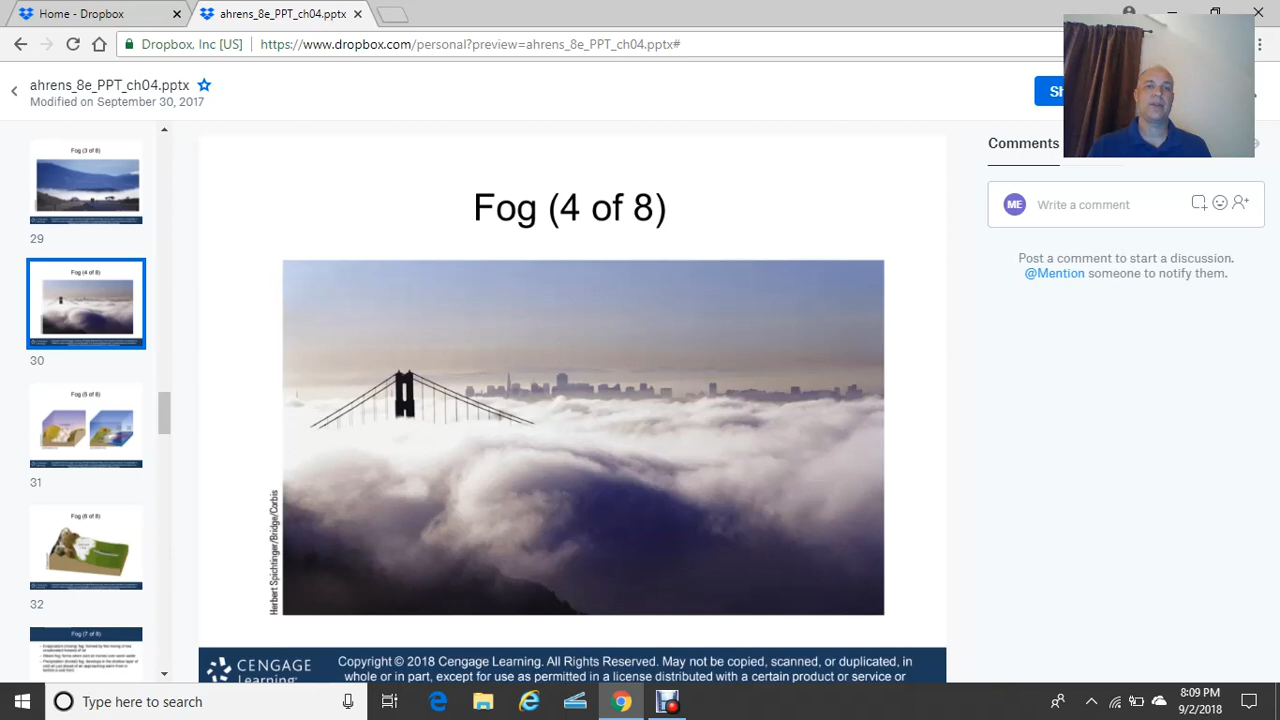 Home - Dropbox
ahrens_8e_PPT_ch04.pptx
Dropbox, Inc [US]
https://www.dropbox.com/personal?preview=ahrens_8e_PPT_ch04.pptx#
ahrens_8e_PPT_ch04.pptx
Modified on September 30, 2017
Fog (3 of 8)
29
Fog (4 of 8)
30
Fog (5 of 8)
31
Fog (6 of 8)
32
Fog (7 of 8)
Fog (4 of 8)
Herbert Spichtinger/Bridge/Corbis
CENGAGE
Learning
Copyright 2016 Cengage Learning. All Rights Reserved. May not be copied, scanned, or duplicated, in
whole or in part, except for use as permitted in a license distributed with a certain product or service or
Comments
ME
Write a comment
Post a comment to start a discussion.
@Mention someone to notify them.
Type here to search
8:09 PM
9/2/2018